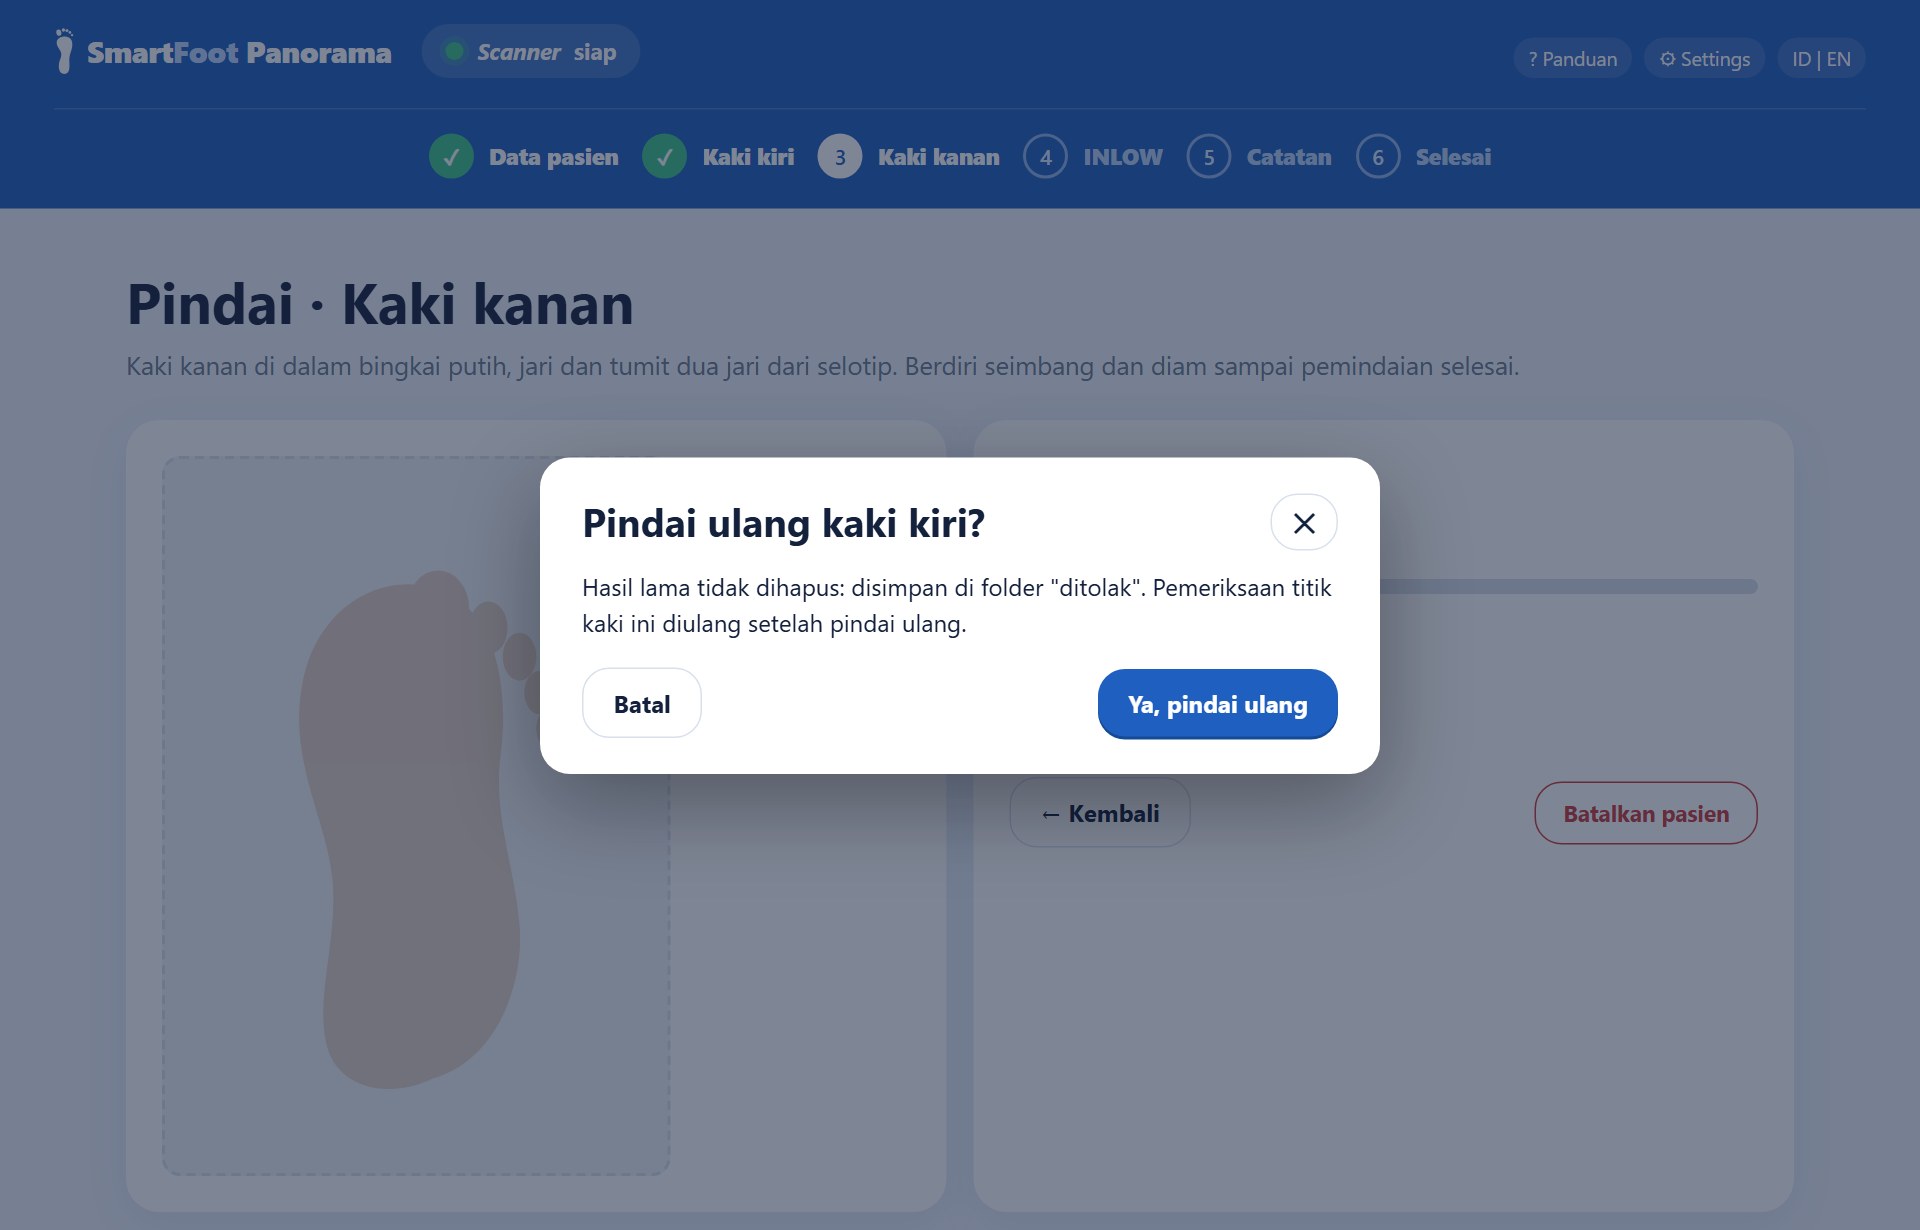 SmartFoot Panorama
Scanner siap
? Panduan
⚙ Settings
ID | EN
✓ Data pasien
✓ Kaki kiri
3 Kaki kanan
4 INLOW
5 Catatan
6 Selesai
Pindai · Kaki kanan
Kaki kanan di dalam bingkai putih, jari dan tumit dua jari dari selotip. Berdiri seimbang dan diam sampai pemindaian selesai.
Pindai ulang kaki kiri?
Hasil lama tidak dihapus: disimpan di folder "ditolak". Pemeriksaan titik
kaki ini diulang setelah pindai ulang.
Batal
Ya, pindai ulang
← Kembali
Batalkan pasien